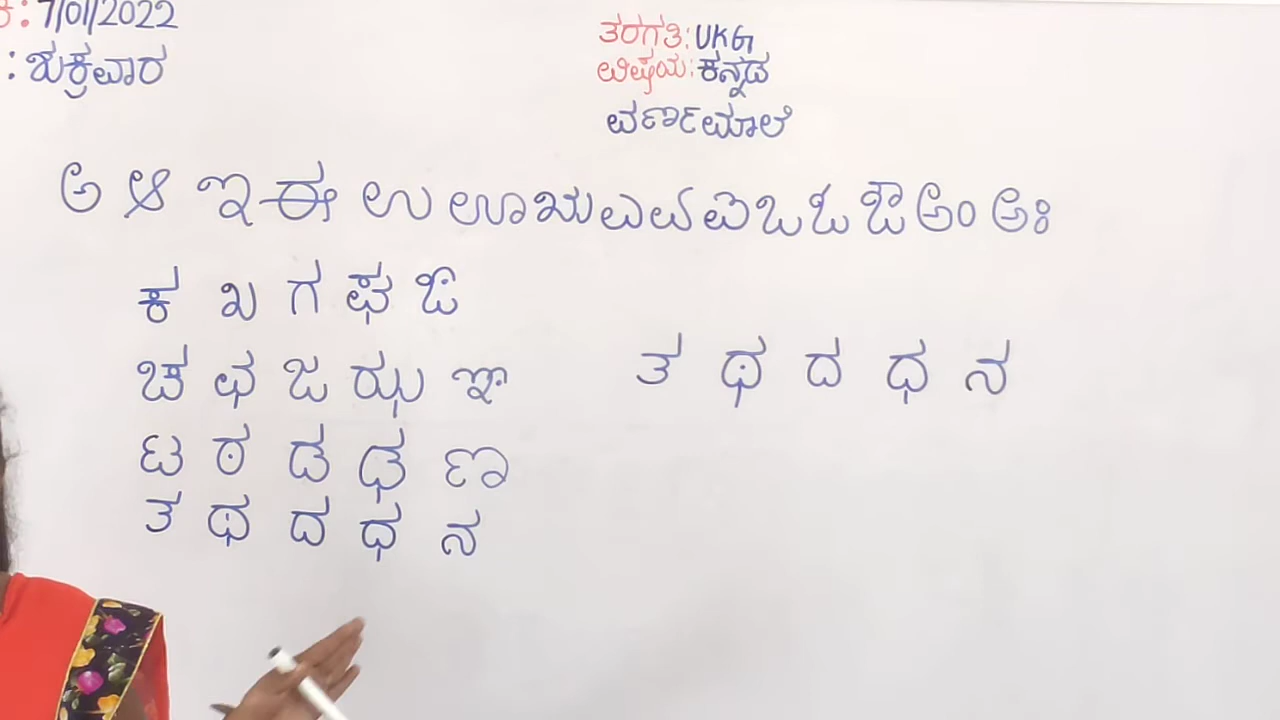 : 7/01/2022
: ಶುಕ್ರವಾರ
ತರಗತಿ: UKG
ವಿಷಯ: ಕನ್ನಡ
ವರ್ಣಮಾಲೆ
ಅ ಆ ಇ ಈ ಉ ಊ ಋ ಎ ಏ ಐ ಒ ಓ ಔ ಅಂ ಅಃ
ಕ ಖ ಗ ಘ ಙ
ಚ ಛ ಜ ಝ ಞ
ಟ ಠ ಡ ಢ ಣ
ತ ಥ ದ ಧ ನ
ತ ಥ ದ ಧ ನ